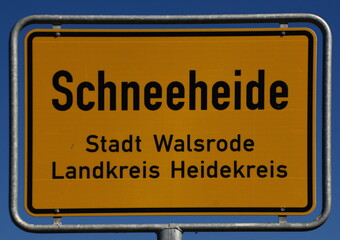 Schneeheide
Stadt Walsrode
Landkreis Heidekreis